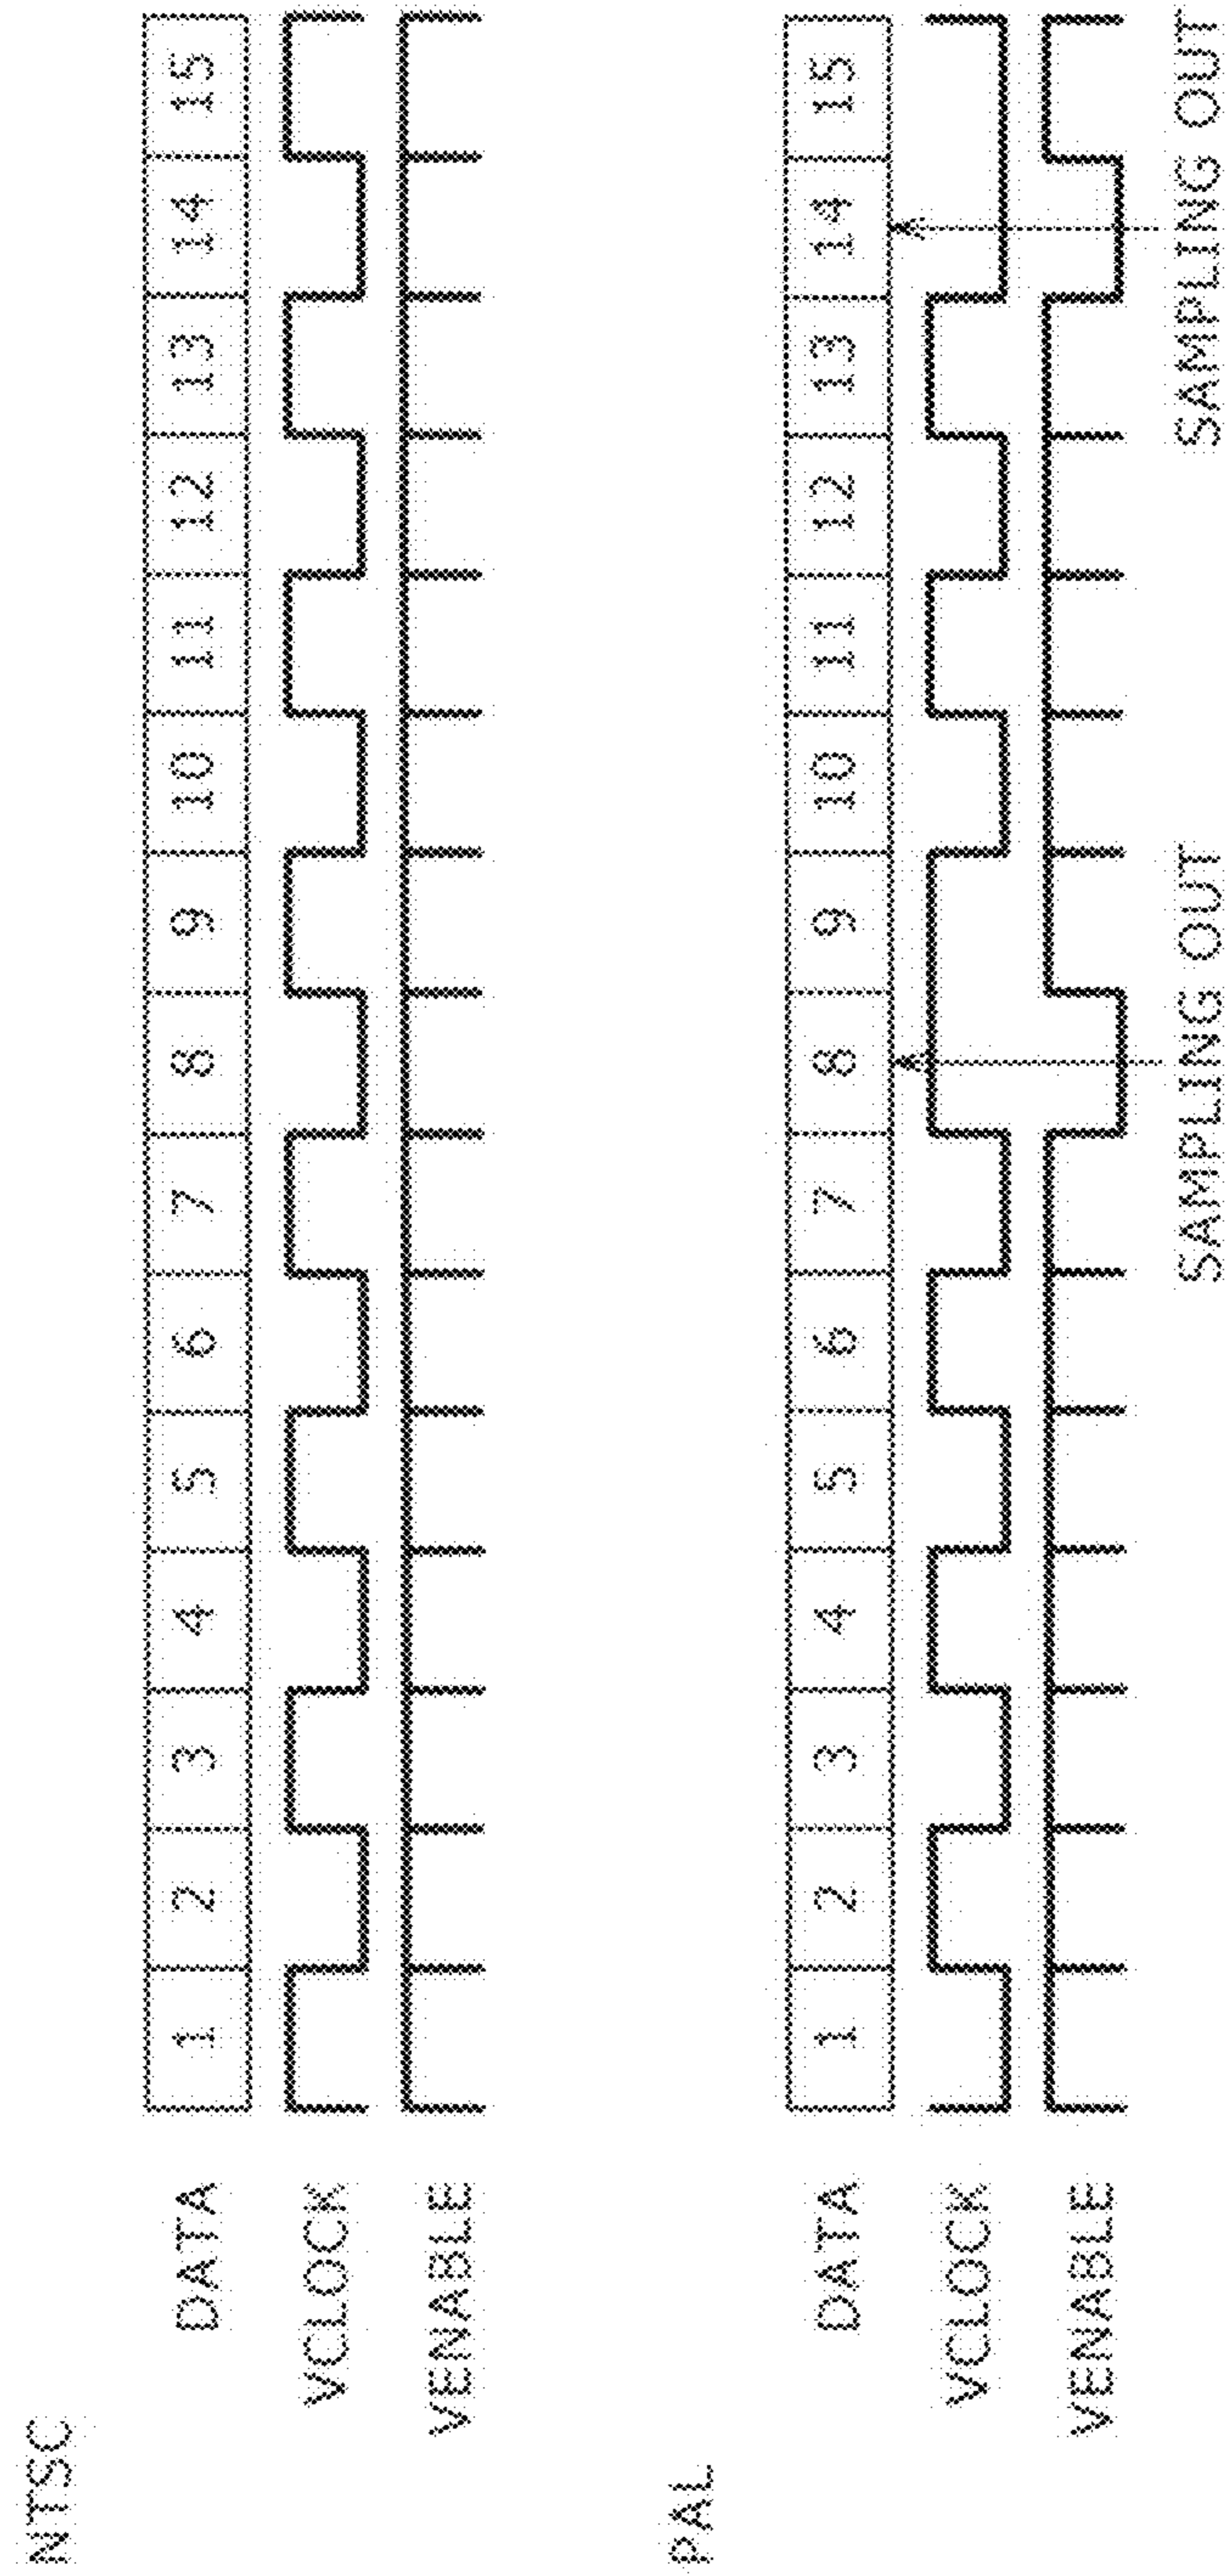 NTSC
DATA 1 2 3 4 5 6 7 8 9 10 11 12 13 14 15
VCLOCK
VENABLE
PAL
DATA 1 2 3 4 5 6 7 8 9 10 11 12 13 14 15
VCLOCK
VENABLE
SAMPLING OUT SAMPLING OUT